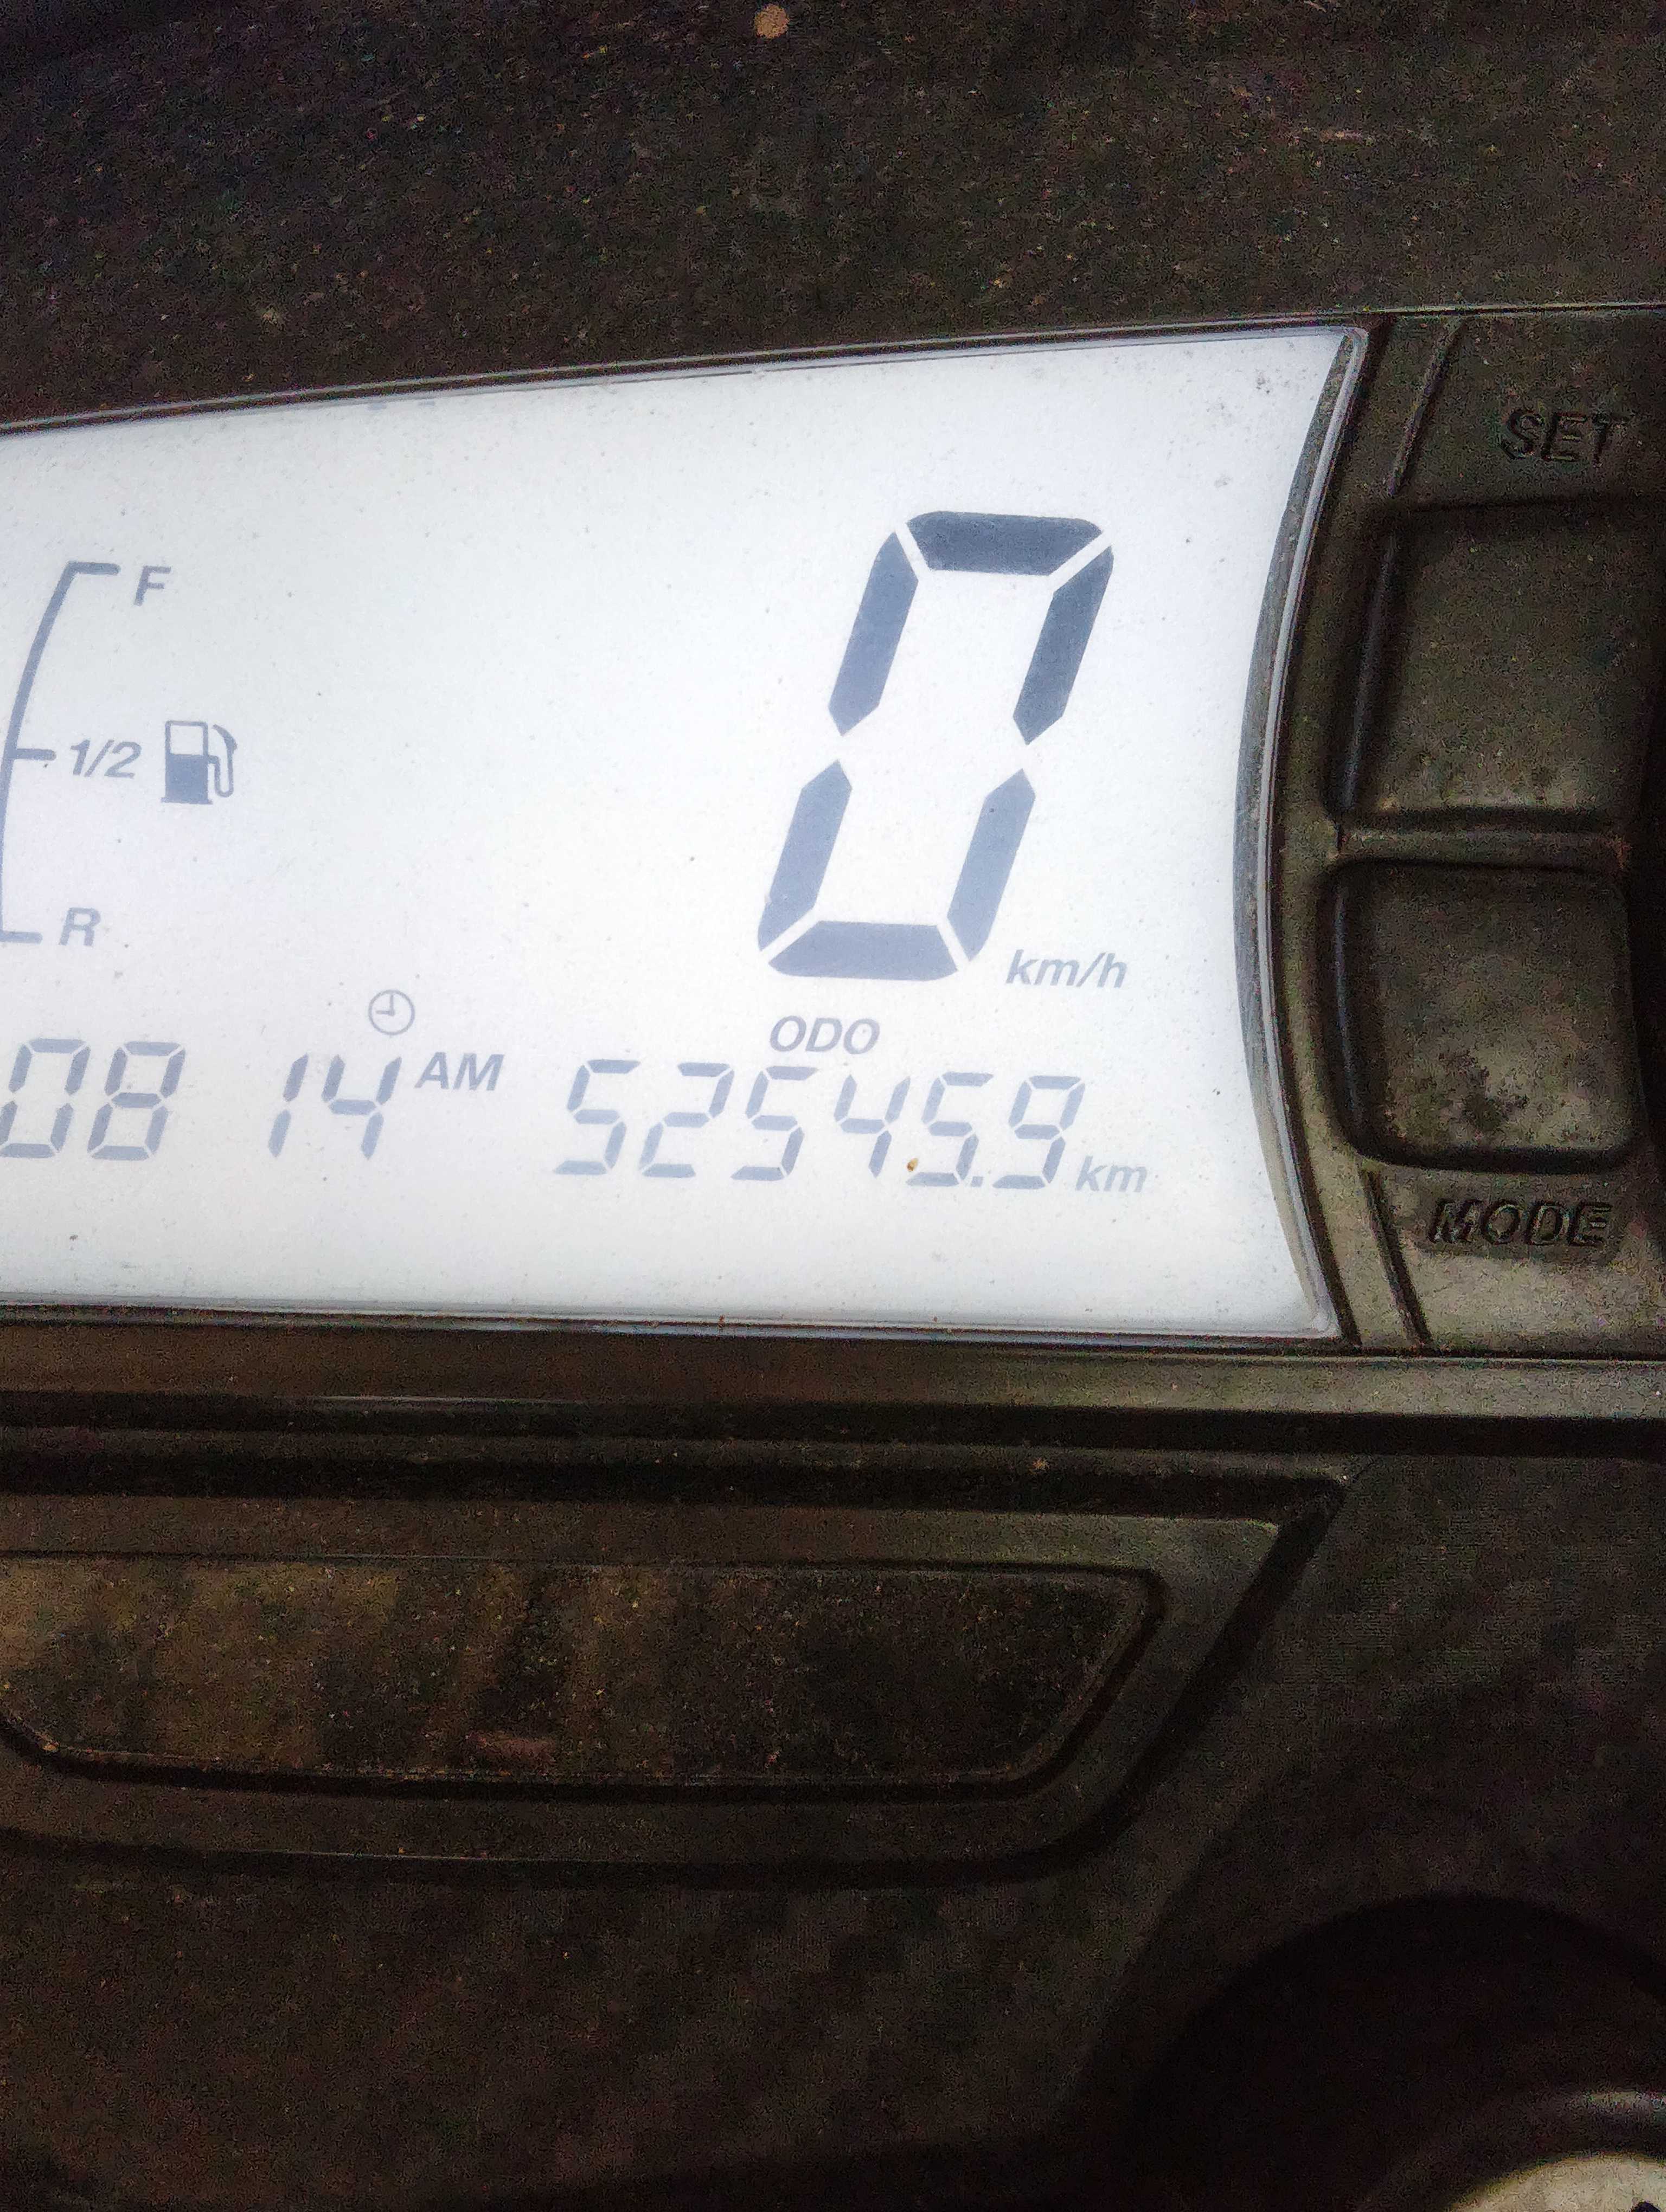 SET
F
1/2
R
0 km/h
ODO
08 14 AM 52545.9 km
MODE